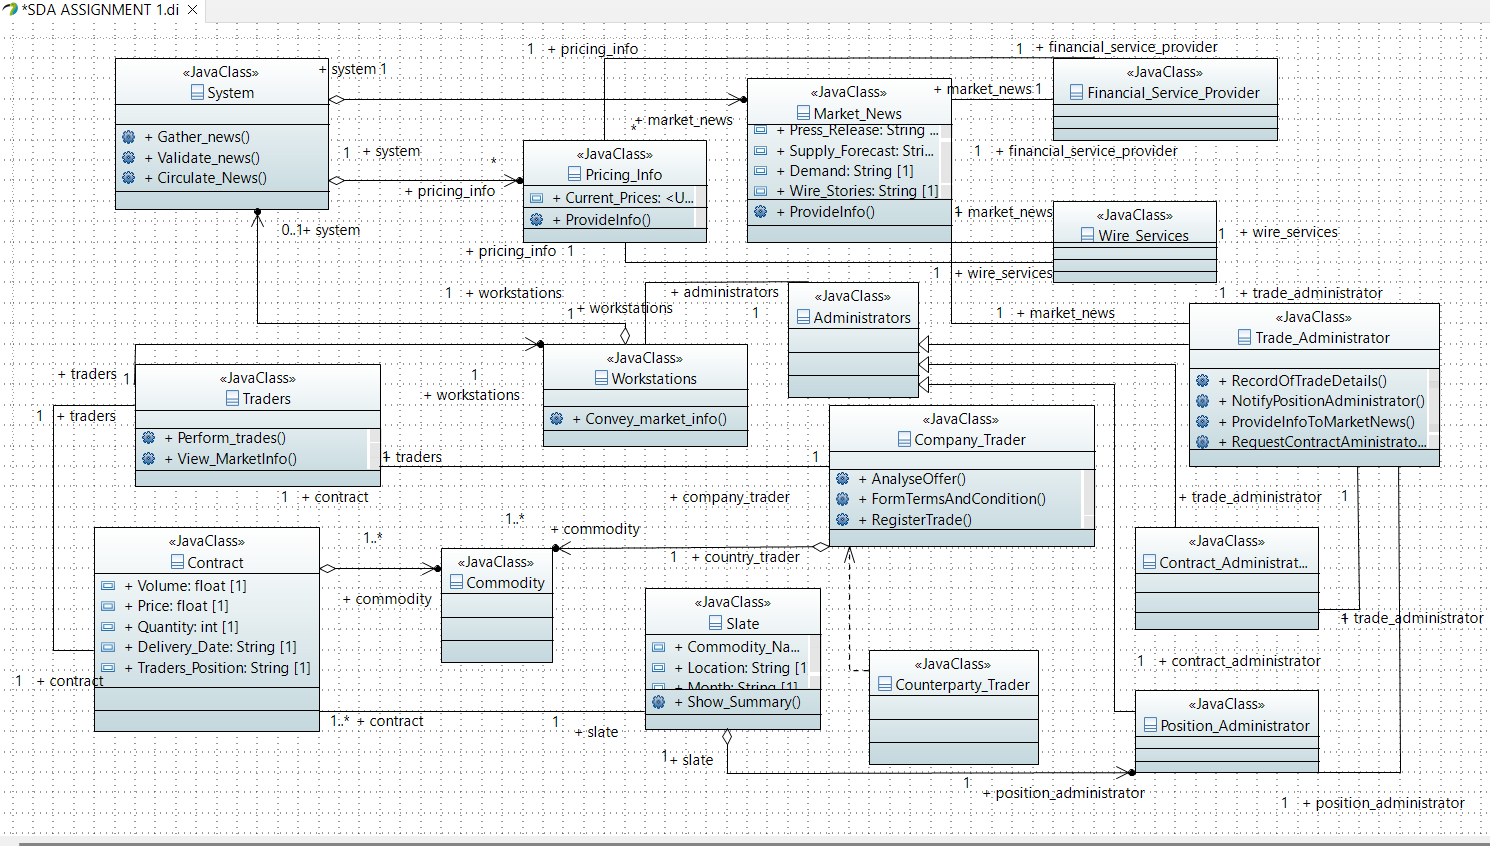 *SDA ASSIGNMENT 1.di
1 + pricing_info
1 + financial_service_provider
«JavaClass»
System
+ Gather_news()
+ Validate_news()
+ Circulate_News()
+ system 1
+ market_news
*
1 + system
*
+ pricing_info
«JavaClass»
Market_News
+ Press_Release: String ...
+ Supply_Forecast: Stri...
+ Demand: String [1]
+ Wire_Stories: String [1]
+ ProvideInfo()
+ market_news 1
«JavaClass»
Financial_Service_Provider
1 + financial_service_provider
«JavaClass»
Pricing_Info
+ Current_Prices: <U...
+ ProvideInfo()
1 + market_news
«JavaClass»
Wire_Services
1 + wire_services
0..1 + system
+ pricing_info 1
1 + wire_services
1 + workstations
+ workstations
1
+ administrators
1
«JavaClass»
Administrators
1 + trade_administrator
1 + market_news
«JavaClass»
Trade_Administrator
+ RecordOfTradeDetails()
+ NotifyPositionAdministrator()
+ ProvideInfoToMarketNews()
+ RequestContractAministrato...
+ traders 1
1 + traders
«JavaClass»
Traders
+ Perform_trades()
+ View_MarketInfo()
1
+ workstations
«JavaClass»
Workstations
+ Convey_market_info()
«JavaClass»
Company_Trader
+ AnalyseOffer()
+ FormTermsAndCondition()
+ RegisterTrade()
1 + traders
1
1 + contract
+ company_trader
+ trade_administrator 1
1..*
+ commodity
1..*
1 + country_trader
«JavaClass»
Contract
+ Volume: float [1]
+ Price: float [1]
+ Quantity: int [1]
+ Delivery_Date: String [1]
+ Traders_Position: String [1]
+ commodity
«JavaClass»
Commodity
«JavaClass»
Slate
+ Commodity_Na...
+ Location: String [1
+ Month: String [1]
+ Show_Summary()
«JavaClass»
Contract_Administrat...
1 + trade_administrator
1 + contract_administrator
«JavaClass»
Counterparty_Trader
1 + contract
1..* + contract
1
+ slate
«JavaClass»
Position_Administrator
1 + slate
1
+ position_administrator
1 + position_administrator